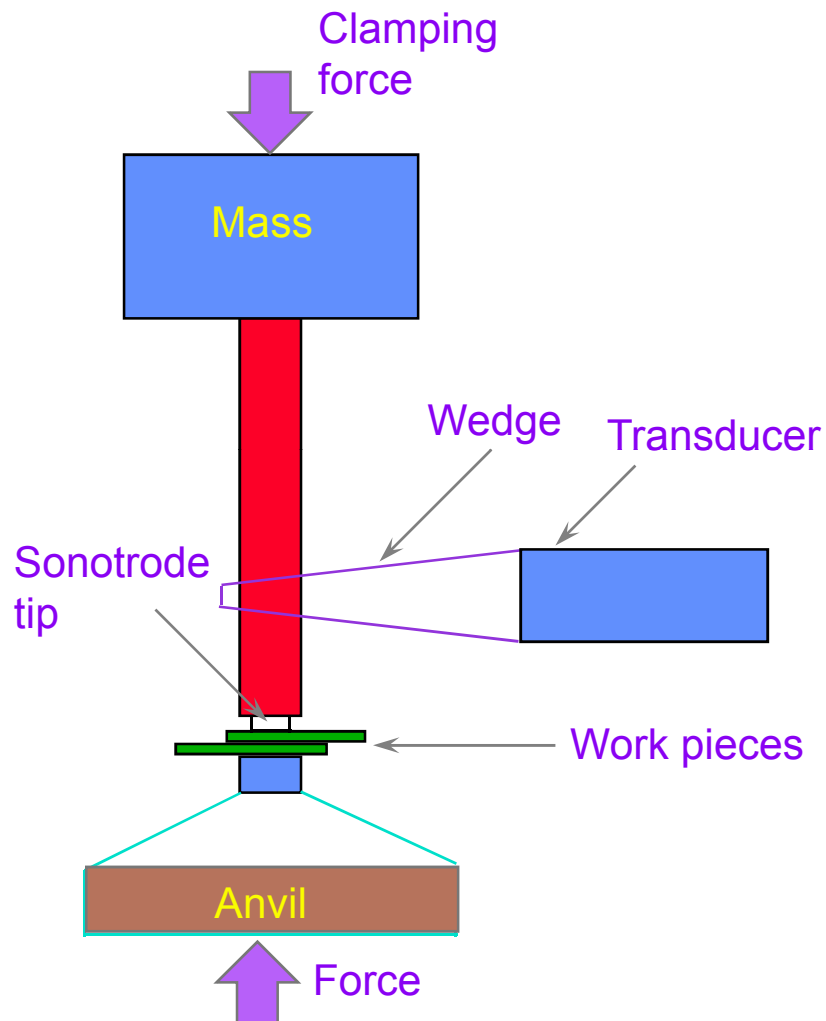 Clamping
force
Mass
Wedge
Transducer
Sonotrode
tip
Work pieces
Anvil
Force